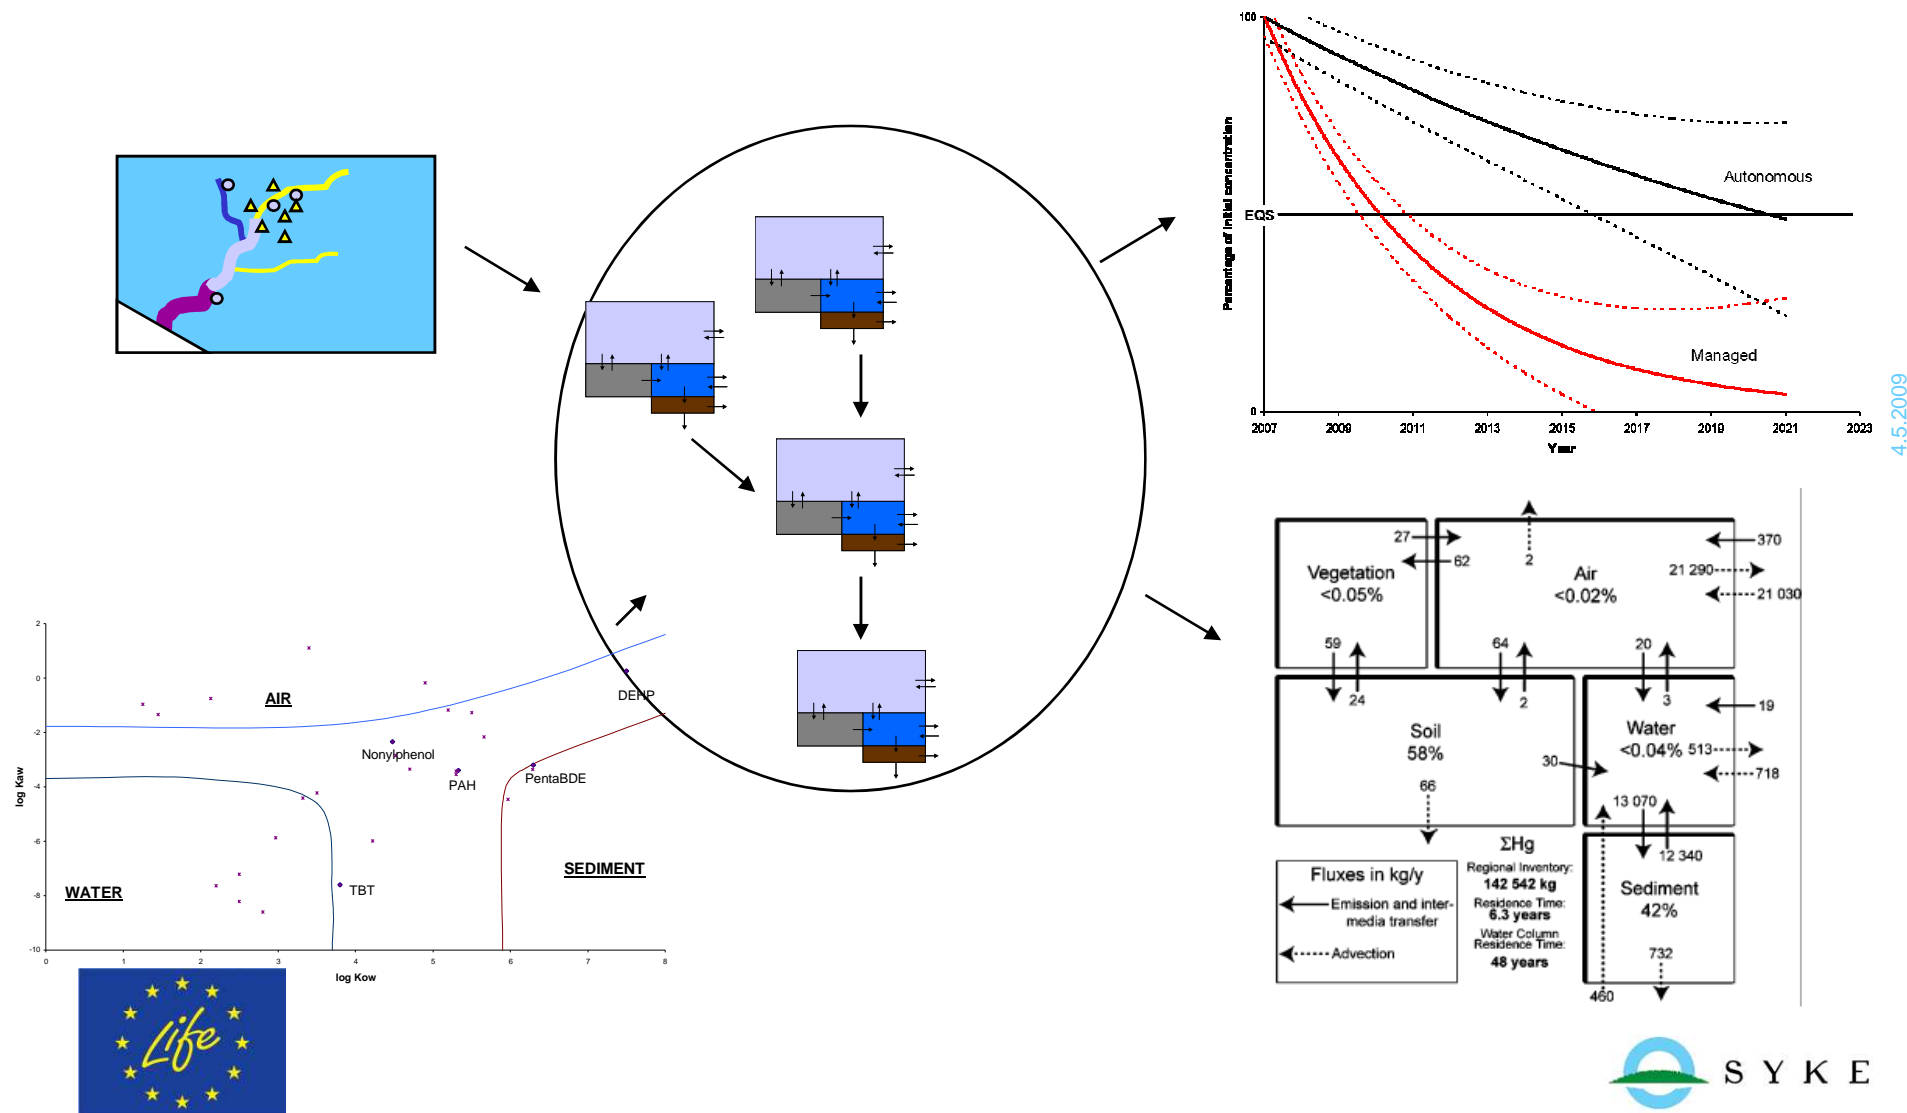 100
Percentage of initial concentration
Autonomous
EQS
Managed
0
2007 2009 2011 2013 2015 2017 2019 2021 2023
Year
4.5.2009
27
62
2
370
21 290
21 030
Vegetation
<0.05%
Air
<0.02%
59
24
64
2
20
3
Soil
58%
Water
<0.04%
19
513
718
30
66
13 070
12 340
ΣHg
Regional Inventory:
142 542 kg
Residence Time:
6.3 years
Water Column
Residence Time:
48 years
Fluxes in kg/y
Emission and inter-
media transfer
Advection
Sediment
42%
732
460
2
0
-2
-4
-6
-8
-10
log Kaw
AIR
DEHP
Nonylphenol
PAH
PentaBDE
WATER
TBT
SEDIMENT
0 1 2 3 4 5 6 7 8
log Kow
Life
SYKE